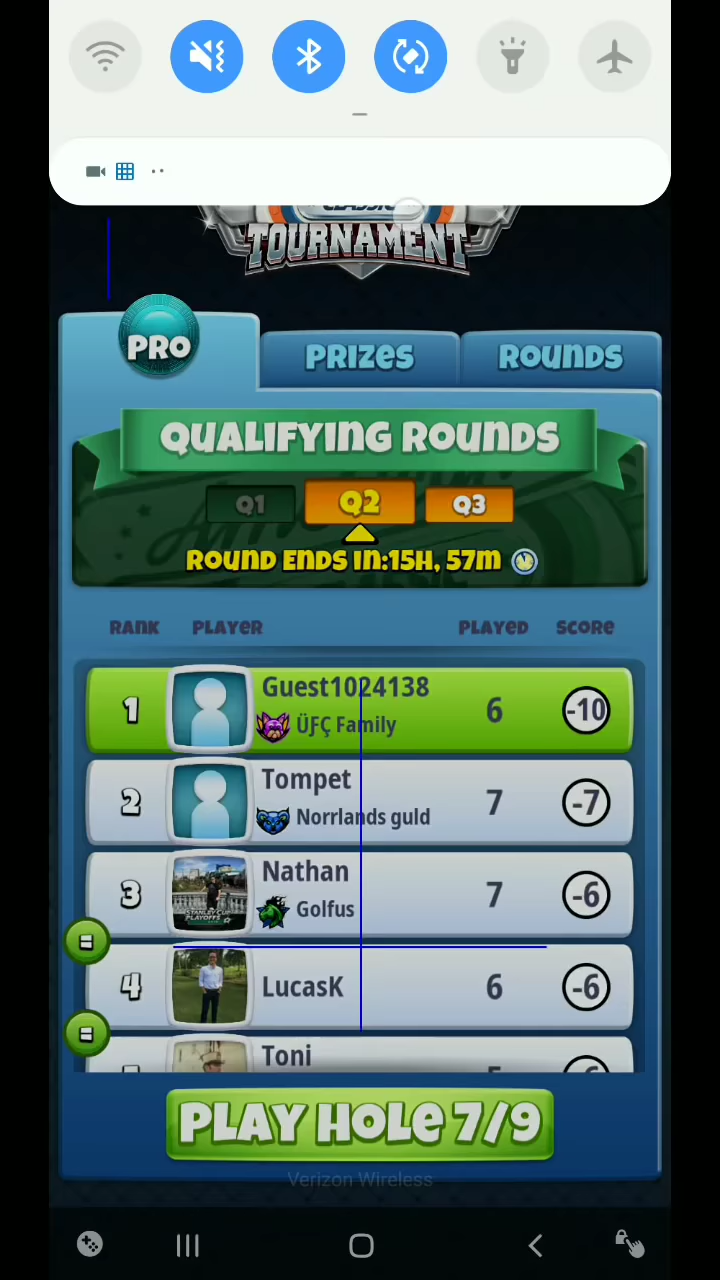 CLASSIC
TOURNAMENT
PRO
PRIZES
ROUNDS
QUALIFYING ROUNDS
Q1
Q2
Q3
ROUND ENDS IN:15H, 57M
RANK PLAYER PLAYED SCORE
1 Guest1024138 6 -10
ÜƑÇ Family
2 Tompet 7 -7
Norrlands guld
3 Nathan 7 -6
Golfus
=
4 LucasK 6 -6
=
Toni
PLAY HOLE 7/9
Verizon Wireless